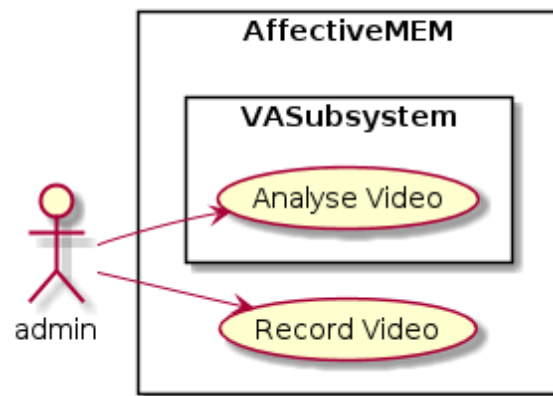 AffectiveMEM
VASubsystem
Analyse Video
admin
Record Video